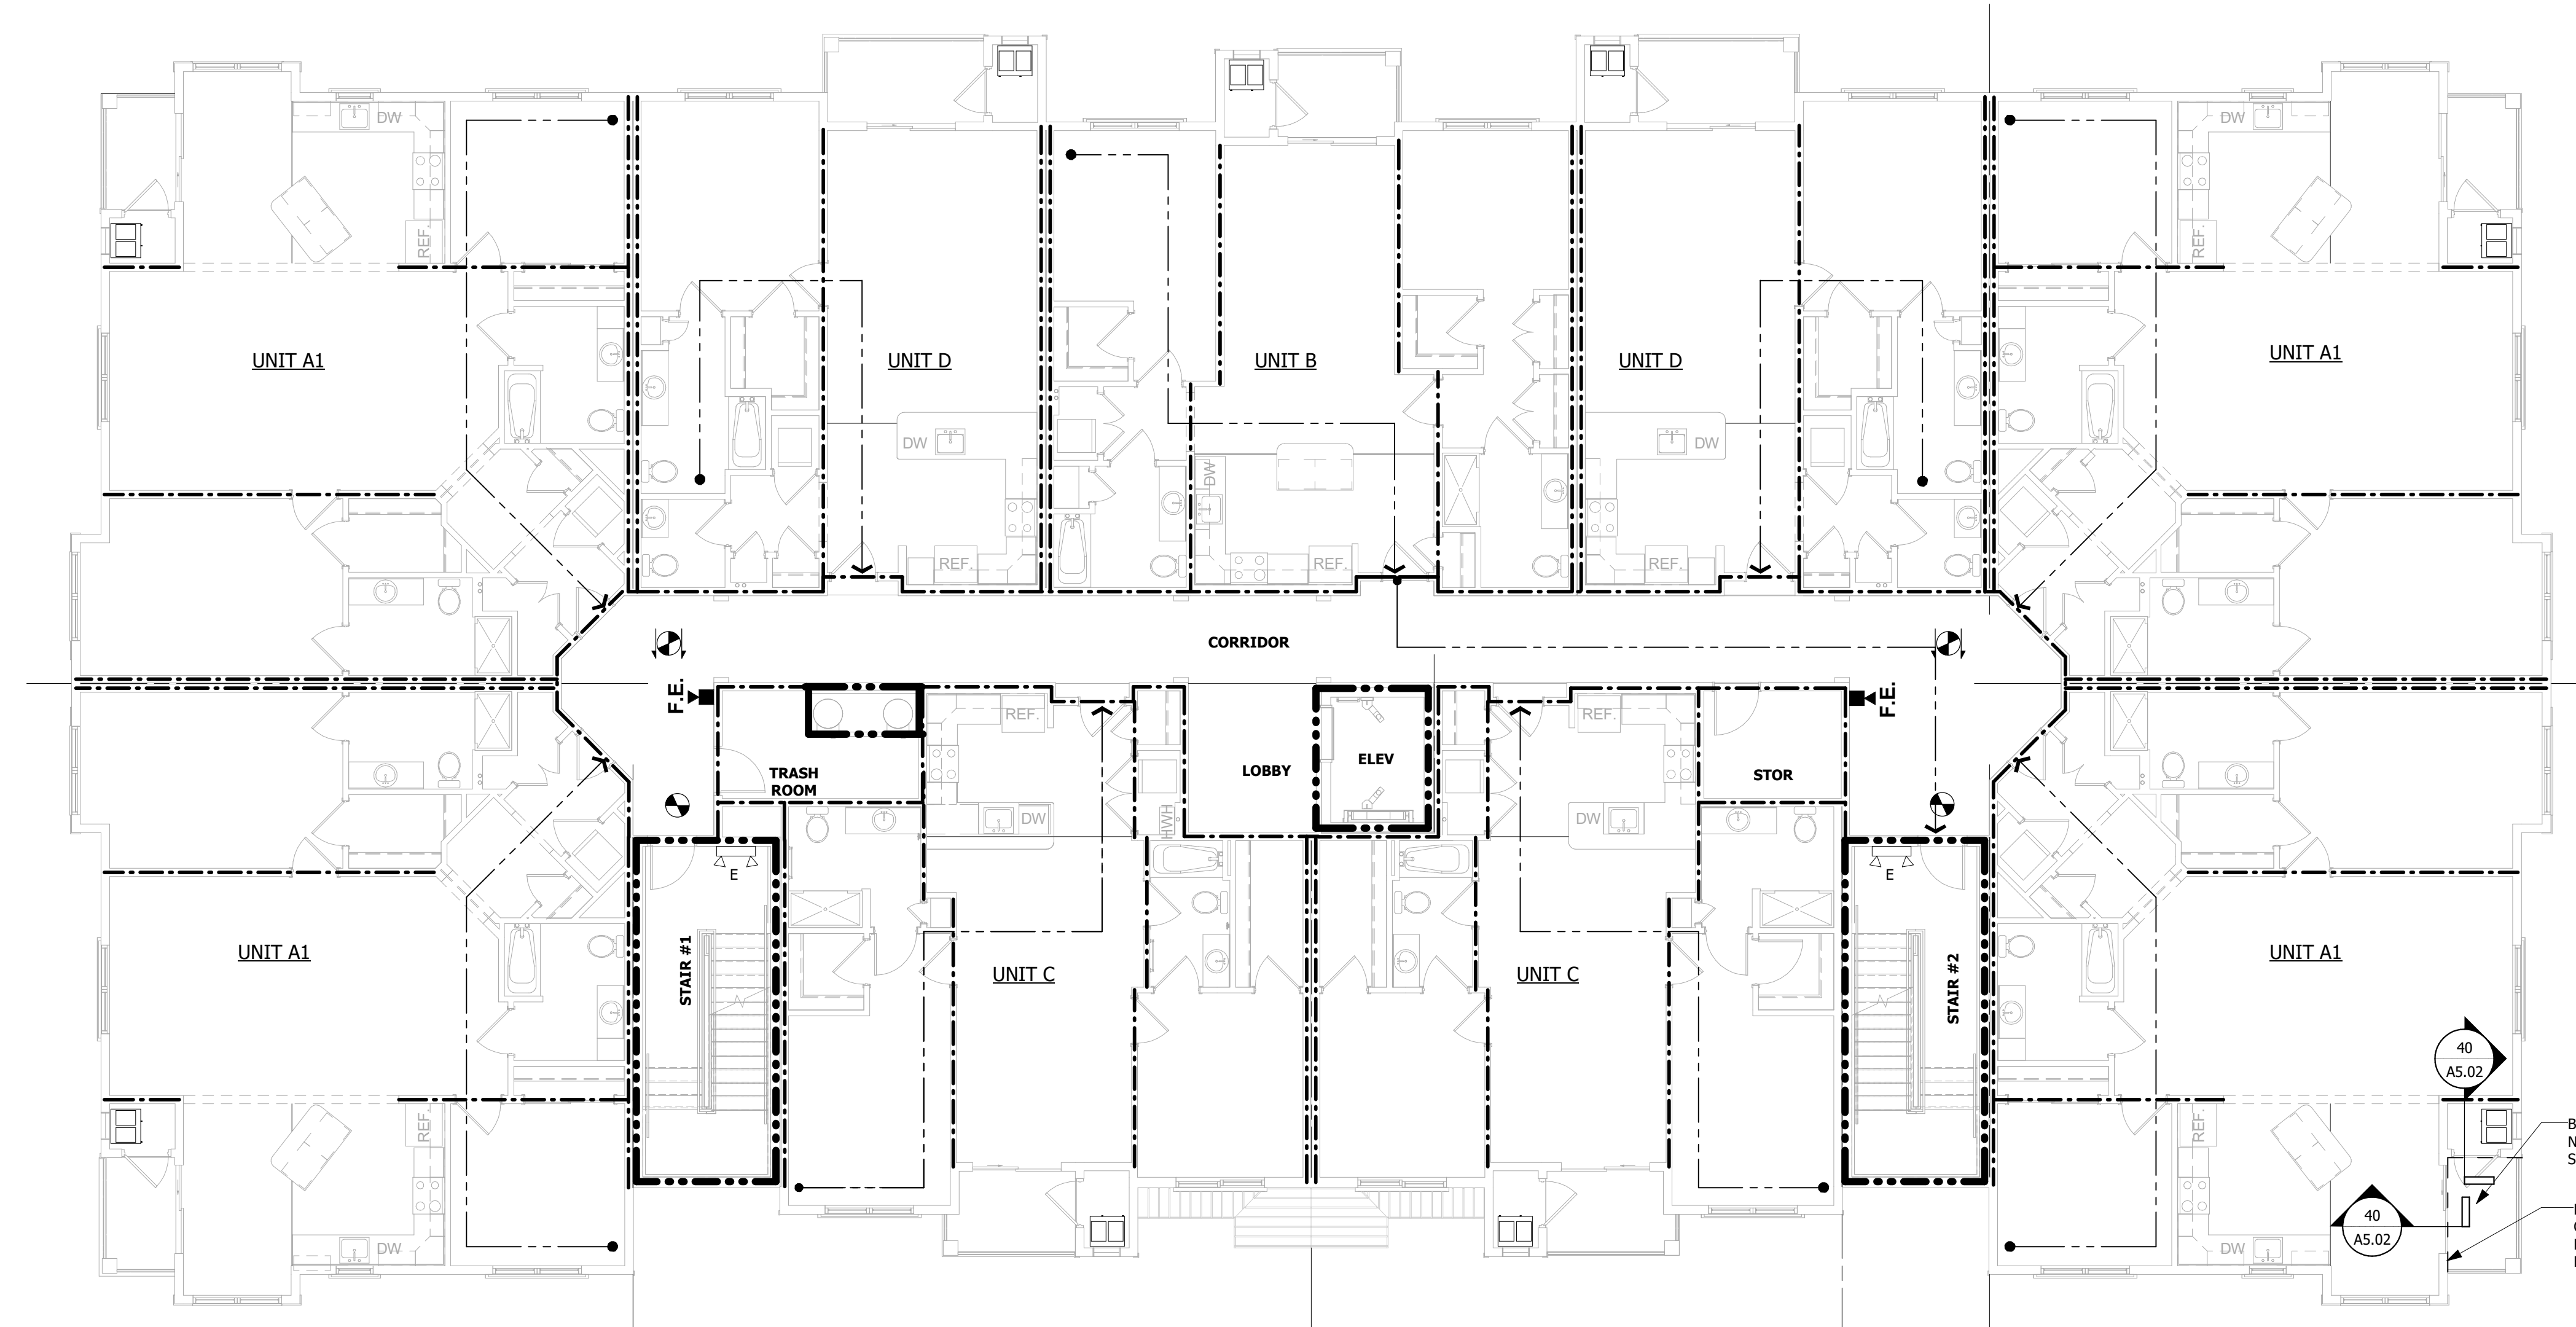 DW
DW
REF.
REF.
UNIT A1
UNIT D
UNIT B
UNIT D
UNIT A1
DW
DW
DW
REF.
REF.
REF.
CORRIDOR
F.E.
F.E.
REF.
REF.
TRASH
ROOM
LOBBY
ELEV
STOR
HWH
DW
DW
E
E
STAIR #1
STAIR #2
UNIT A1
UNIT C
UNIT C
UNIT A1
40
A5.02
REF.
REF.
B
N
S
40
A5.02
DW
DW